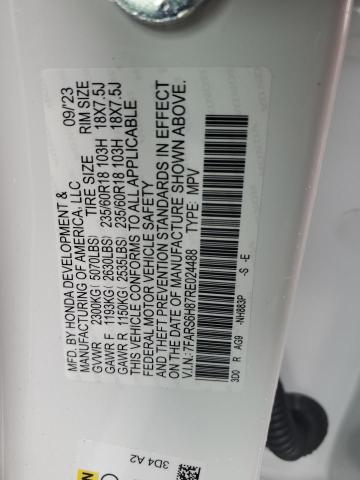 MFD BY HONDA DEVELOPMENT & 09/23
MANUFACTURING OF AMERICA, LLC
TIRE SIZE RIM SIZE
GVWR 2300KG( 5070LBS)
GAWR F 1193KG( 2630LBS) 235/60R18 103H 18X7.5J
GAWR R 1150KG( 2535LBS) 235/60R18 103H 18X7.5J
THIS VEHICLE CONFORMS TO ALL APPLICABLE
FEDERAL MOTOR VEHICLE SAFETY
AND THEFT PREVENTION STANDARDS IN EFFECT
ON THE DATE OF MANUFACTURE SHOWN ABOVE.
V.I.N.: 7FARS6H87RE024488 TYPE: MPV
3D0 R AG9 -NH883P -S -E
3D4 A2